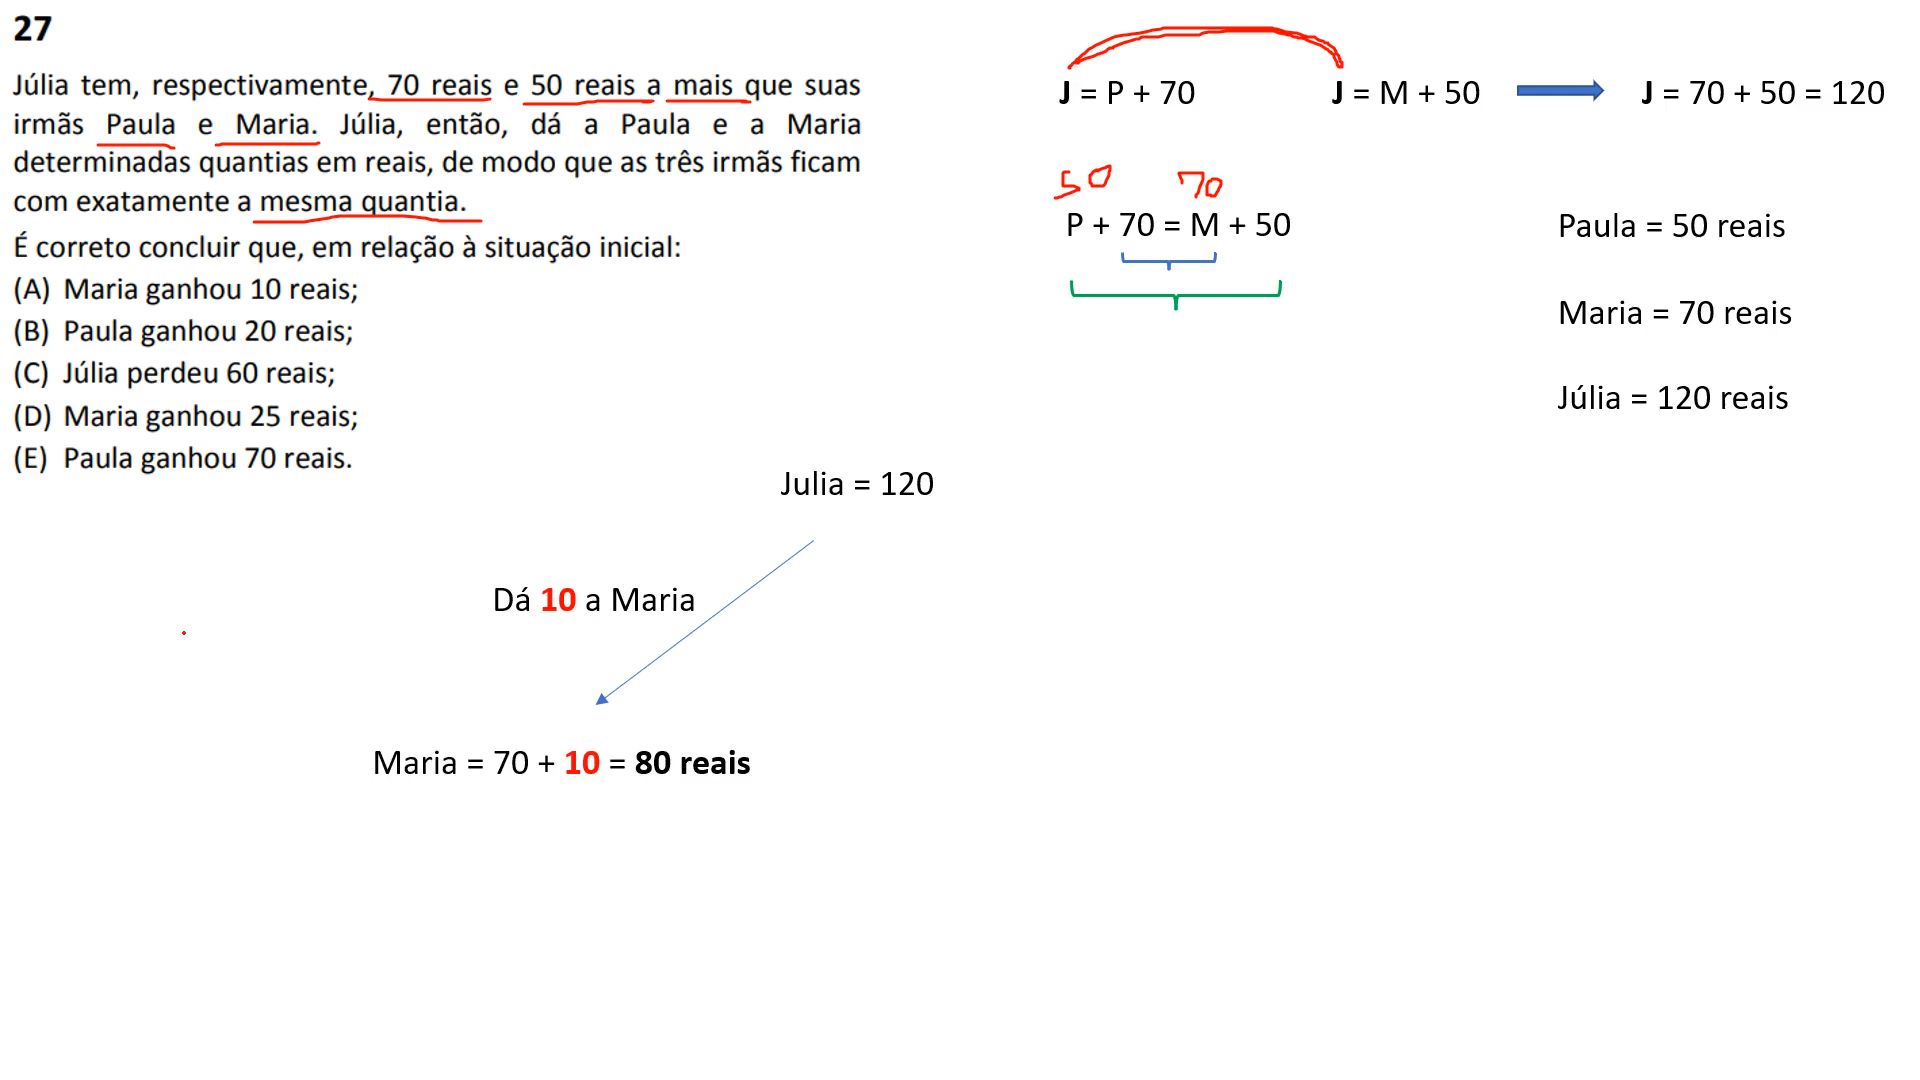 27
Júlia tem, respectivamente, 70 reais e 50 reais a mais que suas
irmãs Paula e Maria. Júlia, então, dá a Paula e a Maria
determinadas quantias em reais, de modo que as três irmãs ficam
com exatamente a mesma quantia.
É correto concluir que, em relação à situação inicial:
(A) Maria ganhou 10 reais;
(B) Paula ganhou 20 reais;
(C) Júlia perdeu 60 reais;
(D) Maria ganhou 25 reais;
(E) Paula ganhou 70 reais.
J = P + 70
J = M + 50
J = 70 + 50 = 120
50 70
P + 70 = M + 50
Paula = 50 reais
Maria = 70 reais
Júlia = 120 reais
Julia = 120
Dá 10 a Maria
Maria = 70 + 10 = 80 reais